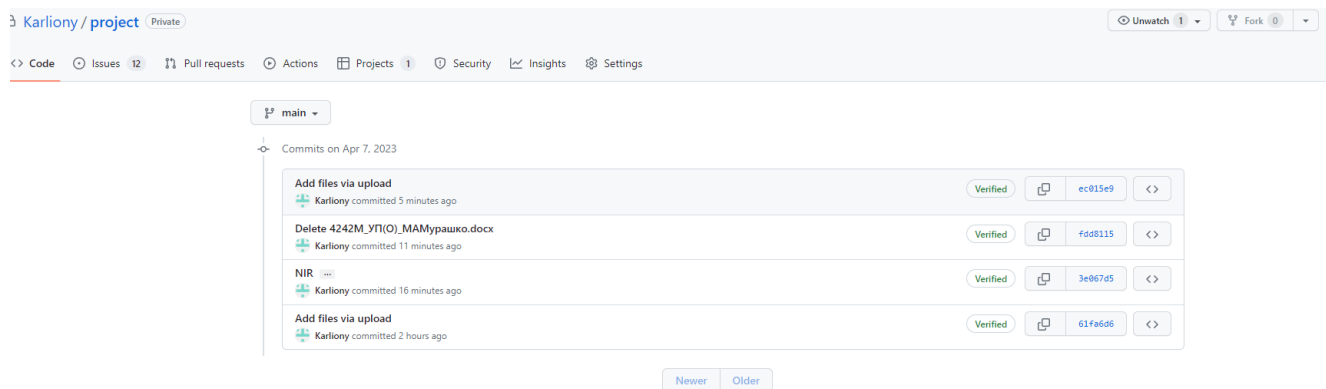 Karliony / project Private
Unwatch 1 Fork 0
<> Code Issues 12 Pull requests Actions Projects 1 Security Insights Settings
main
Commits on Apr 7, 2023
Add files via upload
Karliony committed 5 minutes ago
Verified ec015e9 <>
Delete 4242М_УП(О)_МАМурашко.docx
Karliony committed 11 minutes ago
Verified fdd8115 <>
NIR ...
Karliony committed 16 minutes ago
Verified 3e067d5 <>
Add files via upload
Karliony committed 2 hours ago
Verified 61fa6d6 <>
Newer Older